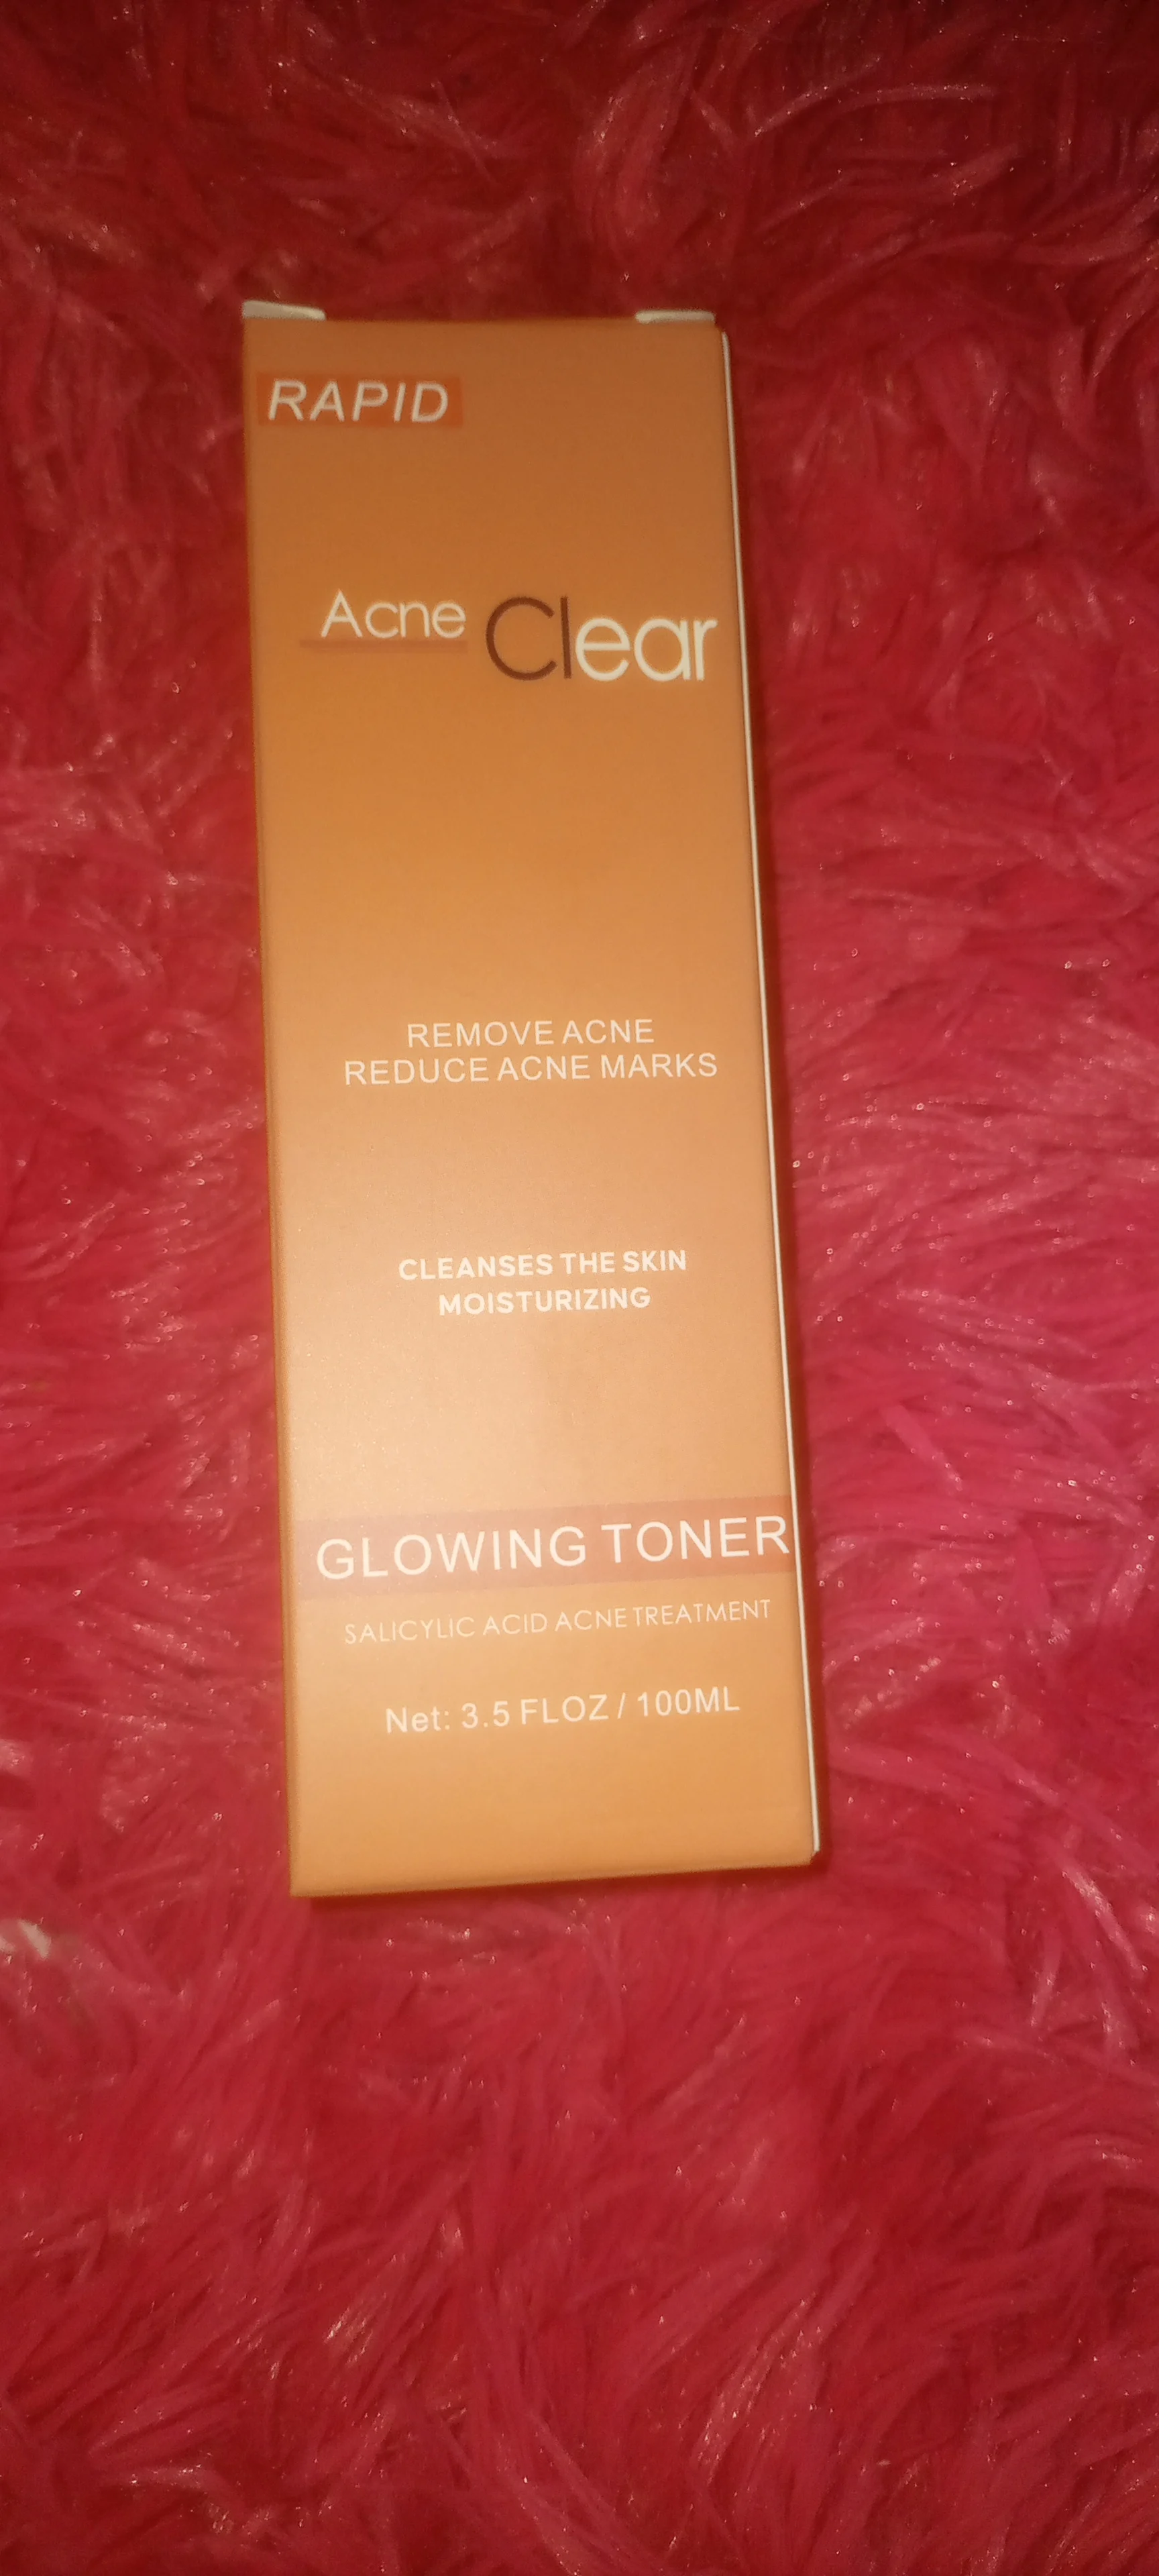 RAPID
Acne Clear
REMOVE ACNE
REDUCE ACNE MARKS
CLEANSES THE SKIN
MOISTURIZING
GLOWING TONER
SALICYLIC ACID ACNE TREATMENT
Net: 3.5 FLOZ / 100ML